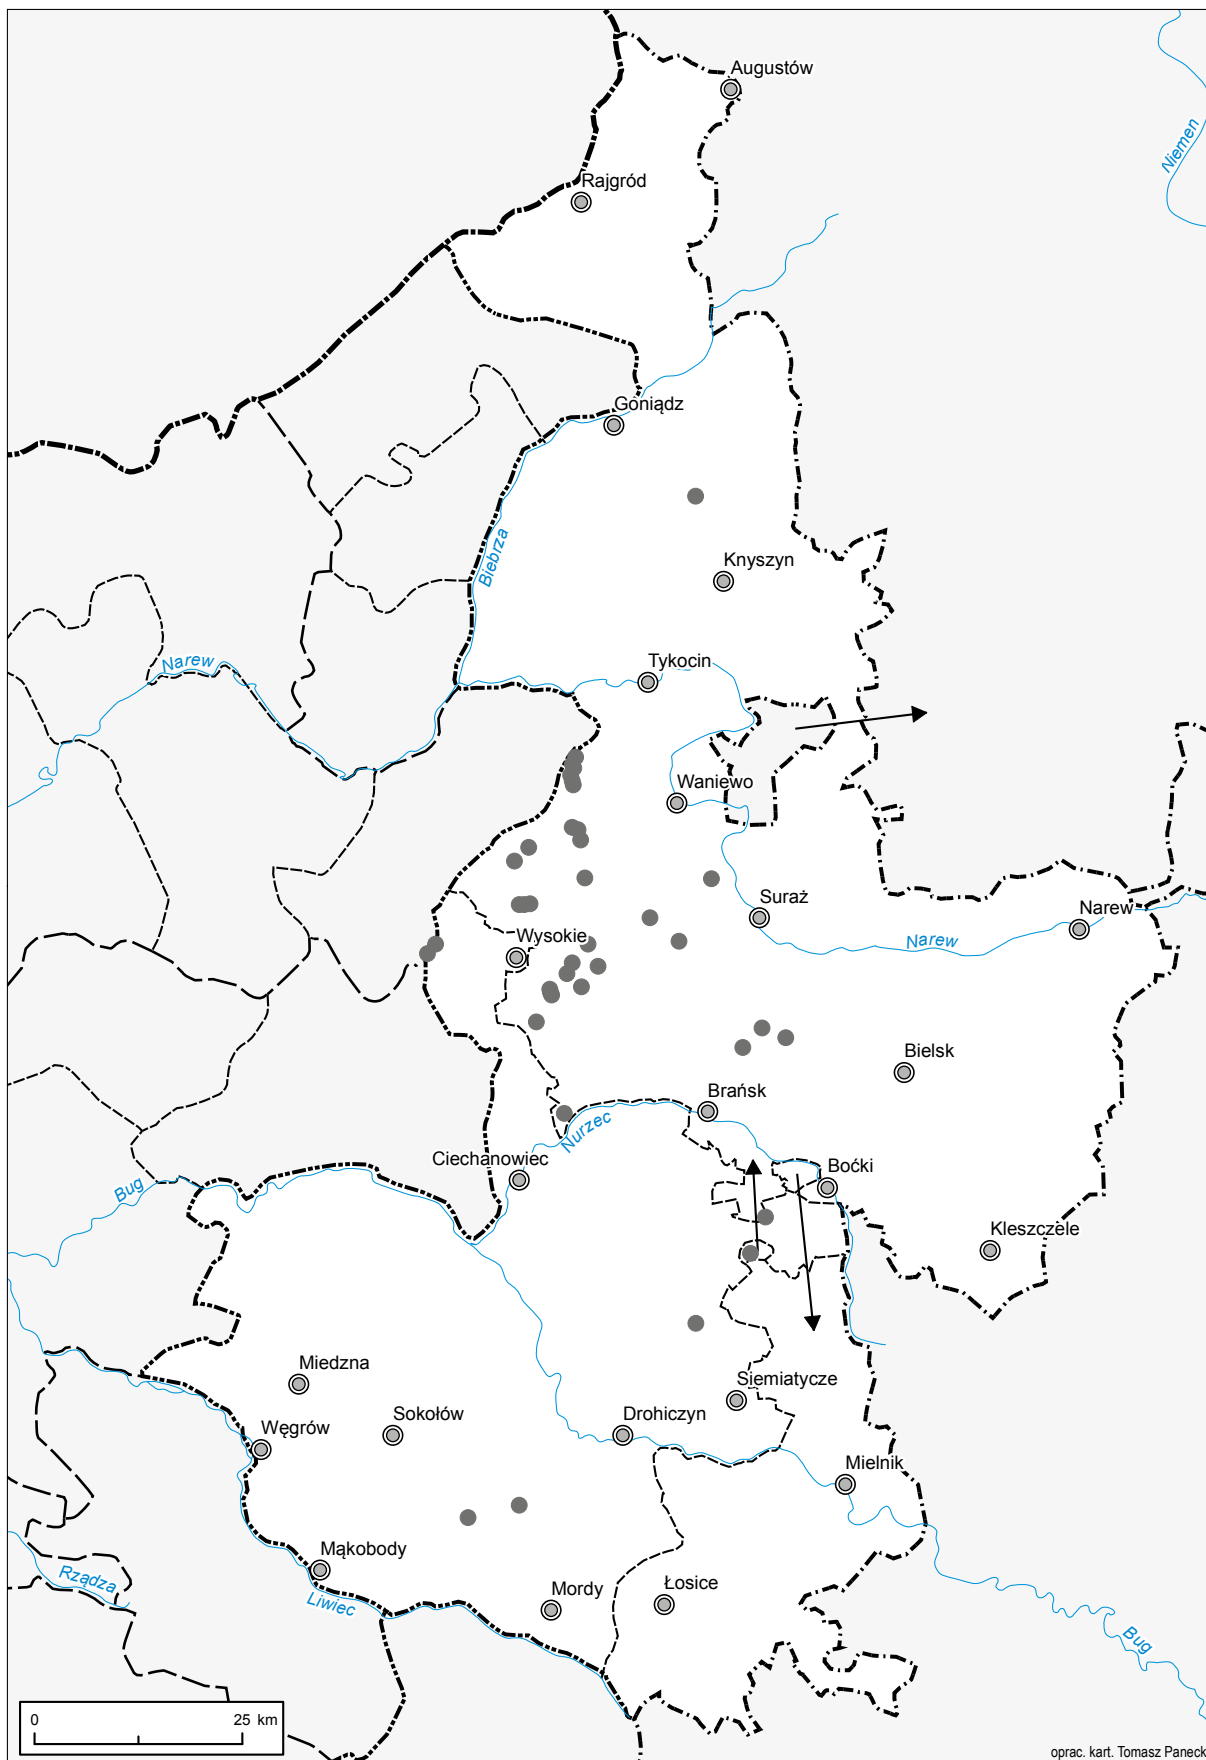 Augustów
Niemen
Rajgród
Goniądz
Biebrza
Knyszyn
Narew
Tykocin
Waniewo
Suraż
Narew
Narew
Wysokie
Bielsk
Brańsk
Nurzec
Ciechanowiec
Boćki
Bug
Kleszczele
Miedzna
Siemiatycze
Sokołów
Drohiczyn
Węgrów
Mielnik
Mąkobody
Rządza
Liwiec
Mordy
Łosice
Bug
0 25 km
oprac. kart. Tomasz Panecki